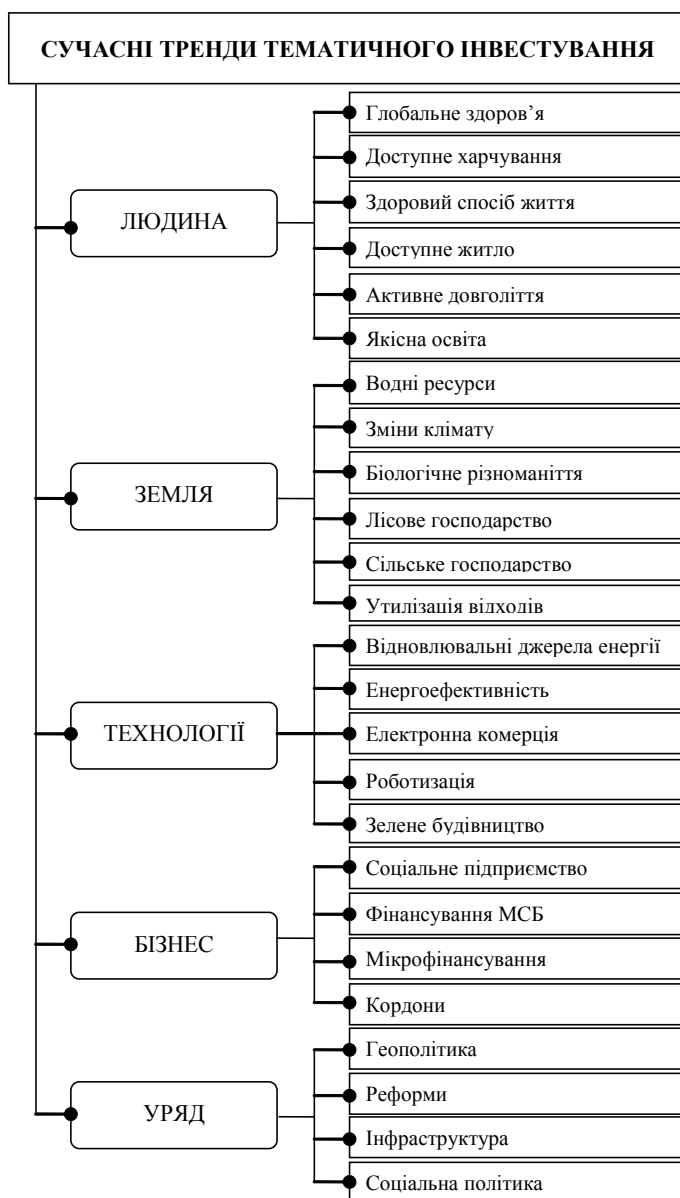 СУЧАСНІ ТРЕНДИ ТЕМАТИЧНОГО ІНВЕСТУВАННЯ
ЛЮДИНА
Глобальне здоров’я
Доступне харчування
Здоровий спосіб життя
Доступне житло
Активне довголіття
Якісна освіта
ЗЕМЛЯ
Водні ресурси
Зміни клімату
Біологічне різноманіття
Лісове господарство
Сільське господарство
Утилізація відходів
ТЕХНОЛОГІЇ
Відновлювальні джерела енергії
Енергоефективність
Електронна комерція
Роботизація
Зелене будівництво
БІЗНЕС
Соціальне підприємство
Фінансування МСБ
Мікрофінансування
Кордони
УРЯД
Геополітика
Реформи
Інфраструктура
Соціальна політика